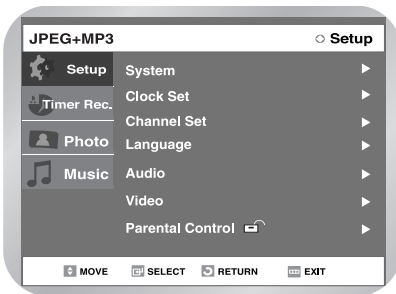 JPEG+MP3 Setup
Setup
Timer Rec.
Photo
Music
System
Clock Set
Channel Set
Language
Audio
Video
Parental Control
MOVE SELECT RETURN EXIT